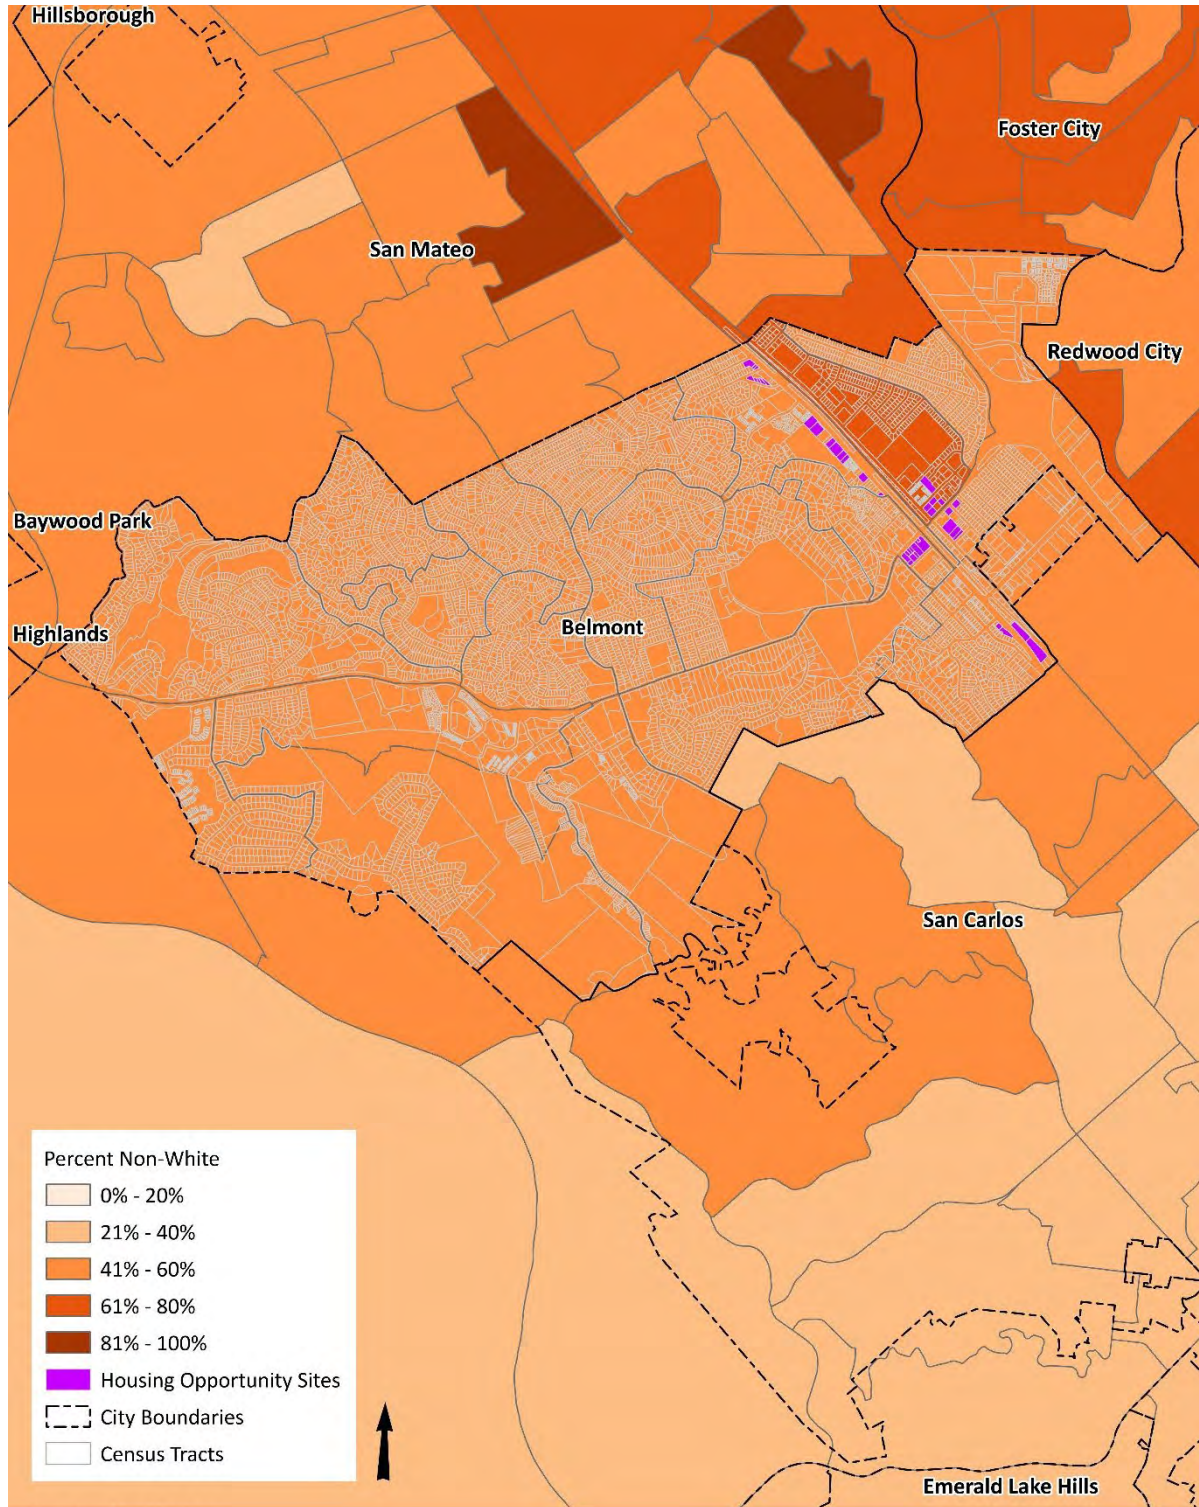 Hillsborough
Foster City
San Mateo
Redwood City
Baywood Park
Highlands
Belmont
San Carlos
Percent Non-White
0% - 20%
21% - 40%
41% - 60%
61% - 80%
81% - 100%
Housing Opportunity Sites
City Boundaries
Census Tracts
Emerald Lake Hills